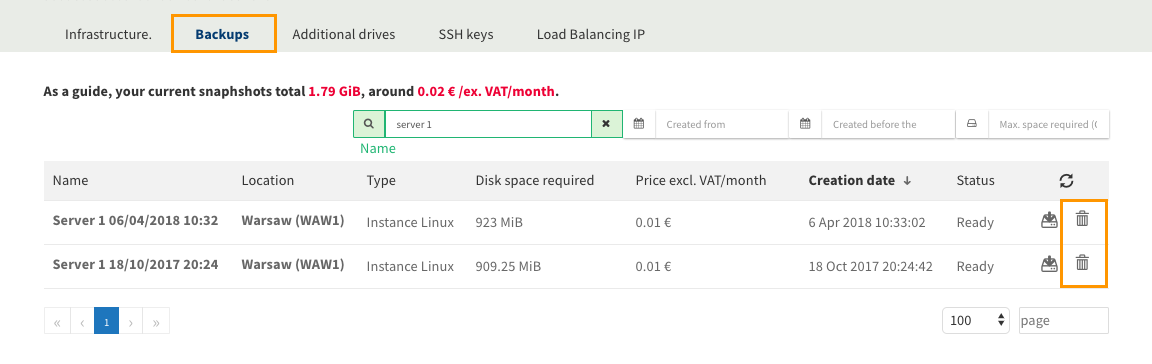 Infrastructure. Backups Additional drives SSH keys Load Balancing IP
As a guide, your current snaphshots total 1.79 GiB, around 0.02 € /ex. VAT/month.
server 1 Created from Created before the Max. space required (
Name
Name Location Type Disk space required Price excl. VAT/month Creation date ↓ Status
Server 1 06/04/2018 10:32 Warsaw (WAW1) Instance Linux 923 MiB 0.01 € 6 Apr 2018 10:33:02 Ready
Server 1 18/10/2017 20:24 Warsaw (WAW1) Instance Linux 909.25 MiB 0.01 € 18 Oct 2017 20:24:42 Ready
« ‹ 1 › » 100 page